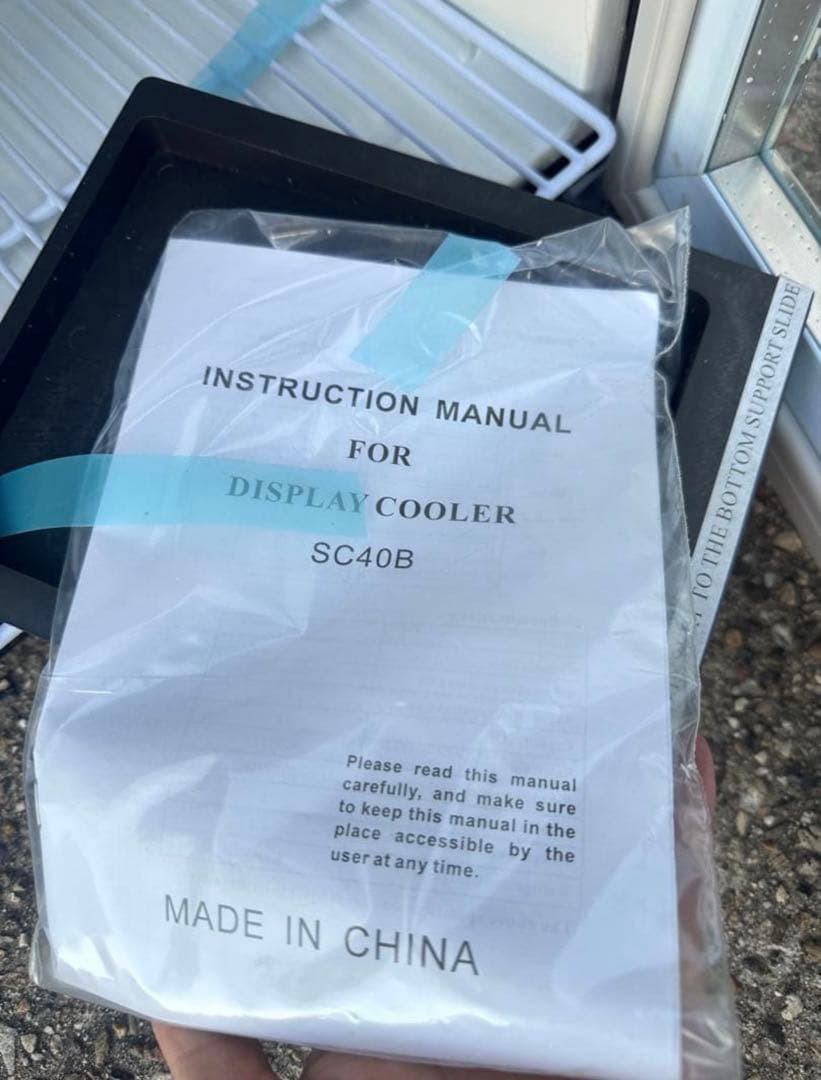 INSTRUCTION MANUAL
FOR
DISPLAY COOLER
SC40B
Please read this manual
carefully, and make sure
to keep this manual in the
place accessible by the
user at any time.
MADE IN CHINA
TO THE BOTTOM SUPPORT SLIDE